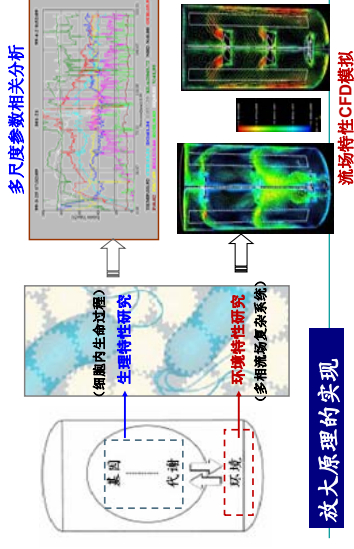 放大原理的实现
基因
代谢
环境
(细胞内生命过程)
生理特性研究
环境特性研究
(多相流场复杂系统)
多尺度参数相关分析
流场特性CFD模拟